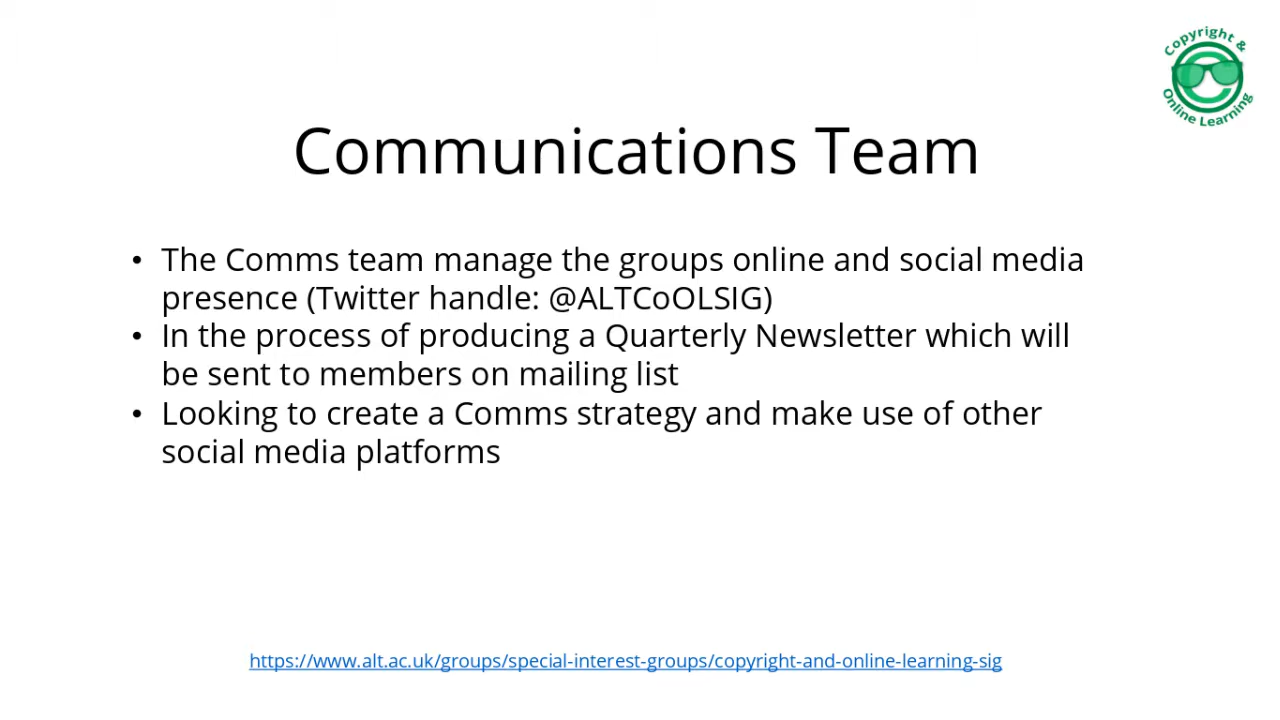 Copyright &
Online Learning
Communications Team
• The Comms team manage the groups online and social media
presence (Twitter handle: @ALTCoOLSIG)
• In the process of producing a Quarterly Newsletter which will
be sent to members on mailing list
• Looking to create a Comms strategy and make use of other
social media platforms
https://www.alt.ac.uk/groups/special-interest-groups/copyright-and-online-learning-sig